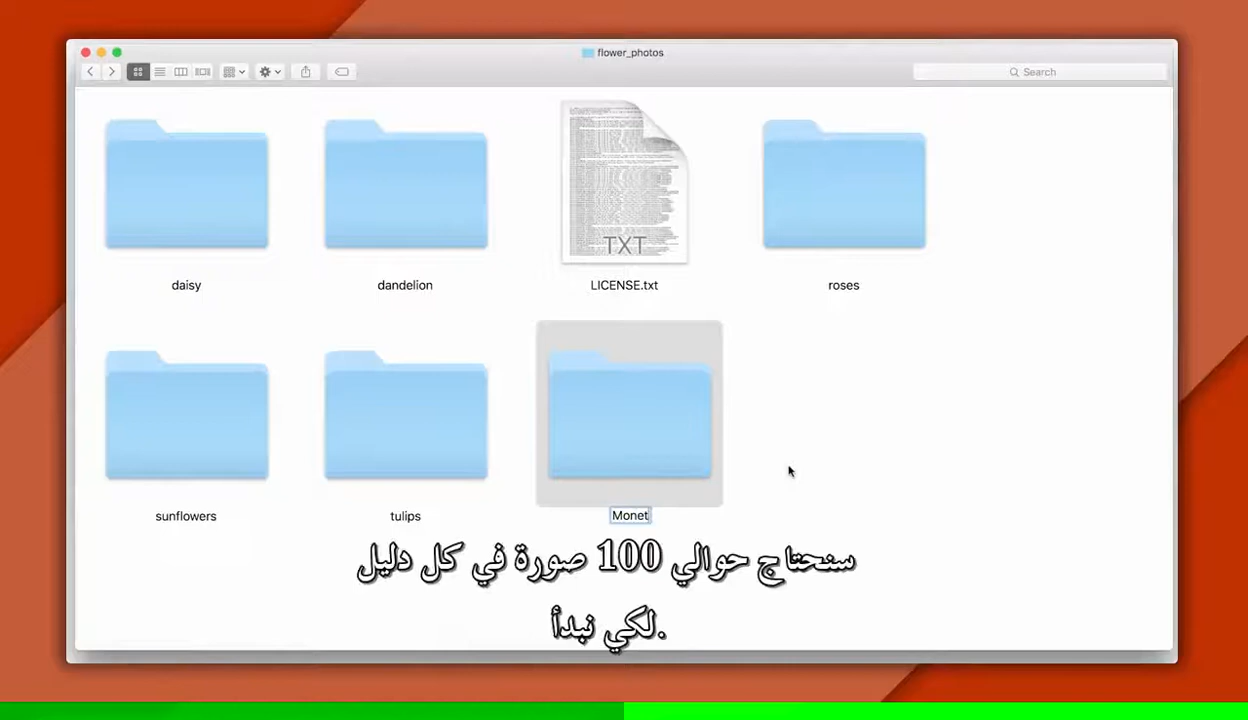 flower_photos
Search
daisy
dandelion
TXT
LICENSE.txt
roses
sunflowers
tulips
Monet
سنحتاج حوالي 100 صورة في كل دليل
لكي نبدأ.